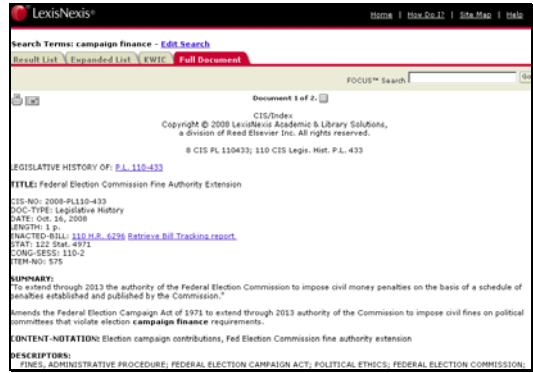 LexisNexis®
Home | How Do I? | Site Map | Help
Search Terms: campaign finance - Edit Search
Result List Expanded List KWIC Full Document
FOCUS™ Search Go
Document 1 of 2.
CIS/Index
Copyright © 2008 LexisNexis Academic & Library Solutions,
a division of Reed Elsevier Inc. All rights reserved.
8 CIS PL 110433; 110 CIS Legis. Hist. P.L. 433
LEGISLATIVE HISTORY OF: P.L. 110-433
TITLE: Federal Election Commission Fine Authority Extension
CIS-NO: 2008-PL110-433
DOC-TYPE: Legislative History
DATE: Oct. 16, 2008
LENGTH: 1 p.
ENACTED-BILL: 110 H.R. 6296 Retrieve Bill Tracking report.
STAT: 122 Stat. 4971
CONG-SESS: 110-2
ITEM-NO: 575
SUMMARY:
"To extend through 2013 the authority of the Federal Election Commission to impose civil money penalties on the basis of a schedule of
penalties established and published by the Commission."
Amends the Federal Election Campaign Act of 1971 to extend through 2013 authority of the Commission to impose civil fines on political
committees that violate election campaign finance requirements.
CONTENT-NOTATION: Election campaign contributions, Fed Election Commission fine authority extension
DESCRIPTORS:
FINES, ADMINISTRATIVE PROCEDURE; FEDERAL ELECTION CAMPAIGN ACT; POLITICAL ETHICS; FEDERAL ELECTION COMMISSION;